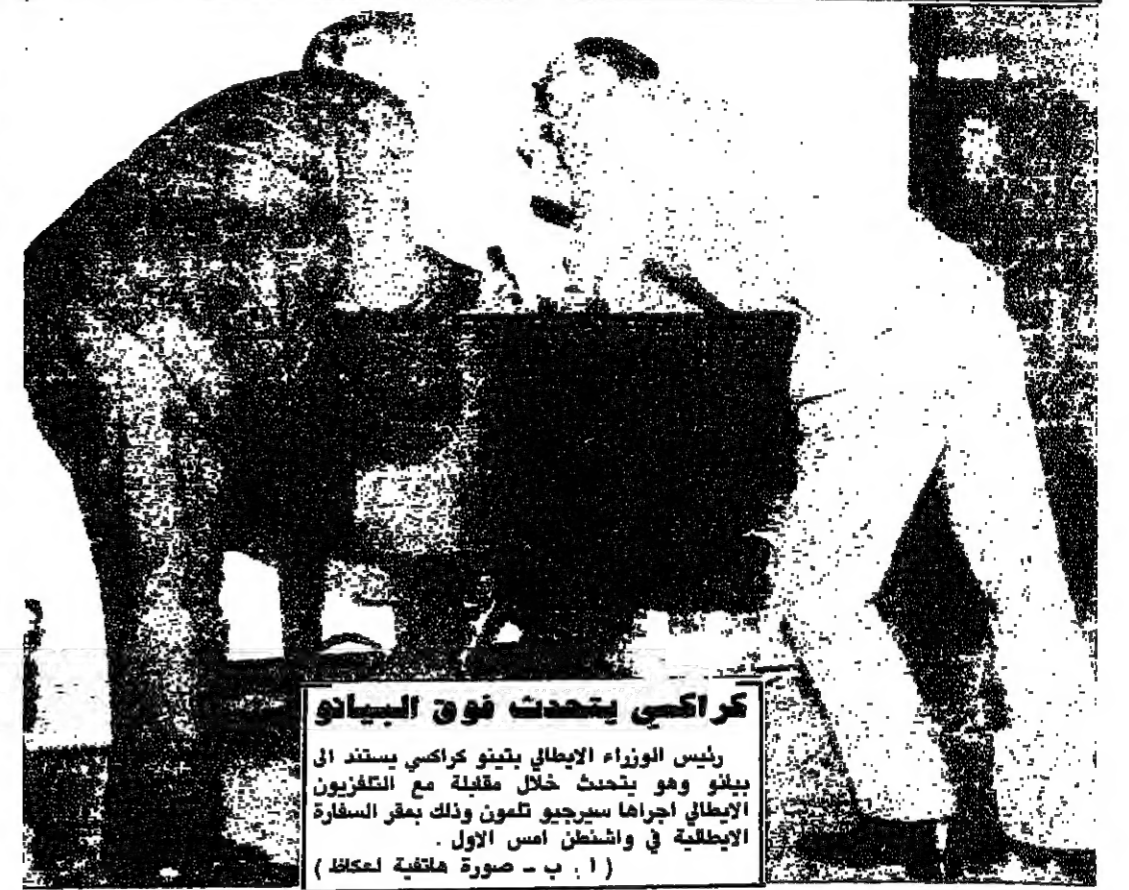 كراكسي يتحدث فوق البيانو
رئيس الوزراء الايطالي بتينو كراكسي يستند الى
بيانو وهو يتحدث خلال مقابلة مع التلفزيون
الايطالي اجراها سيرجيو تلمون وذلك بمقر السفارة
الايطالية في واشنطن امس الاول .
( أ . ب ــ صورة هاتفية لعكاظ )